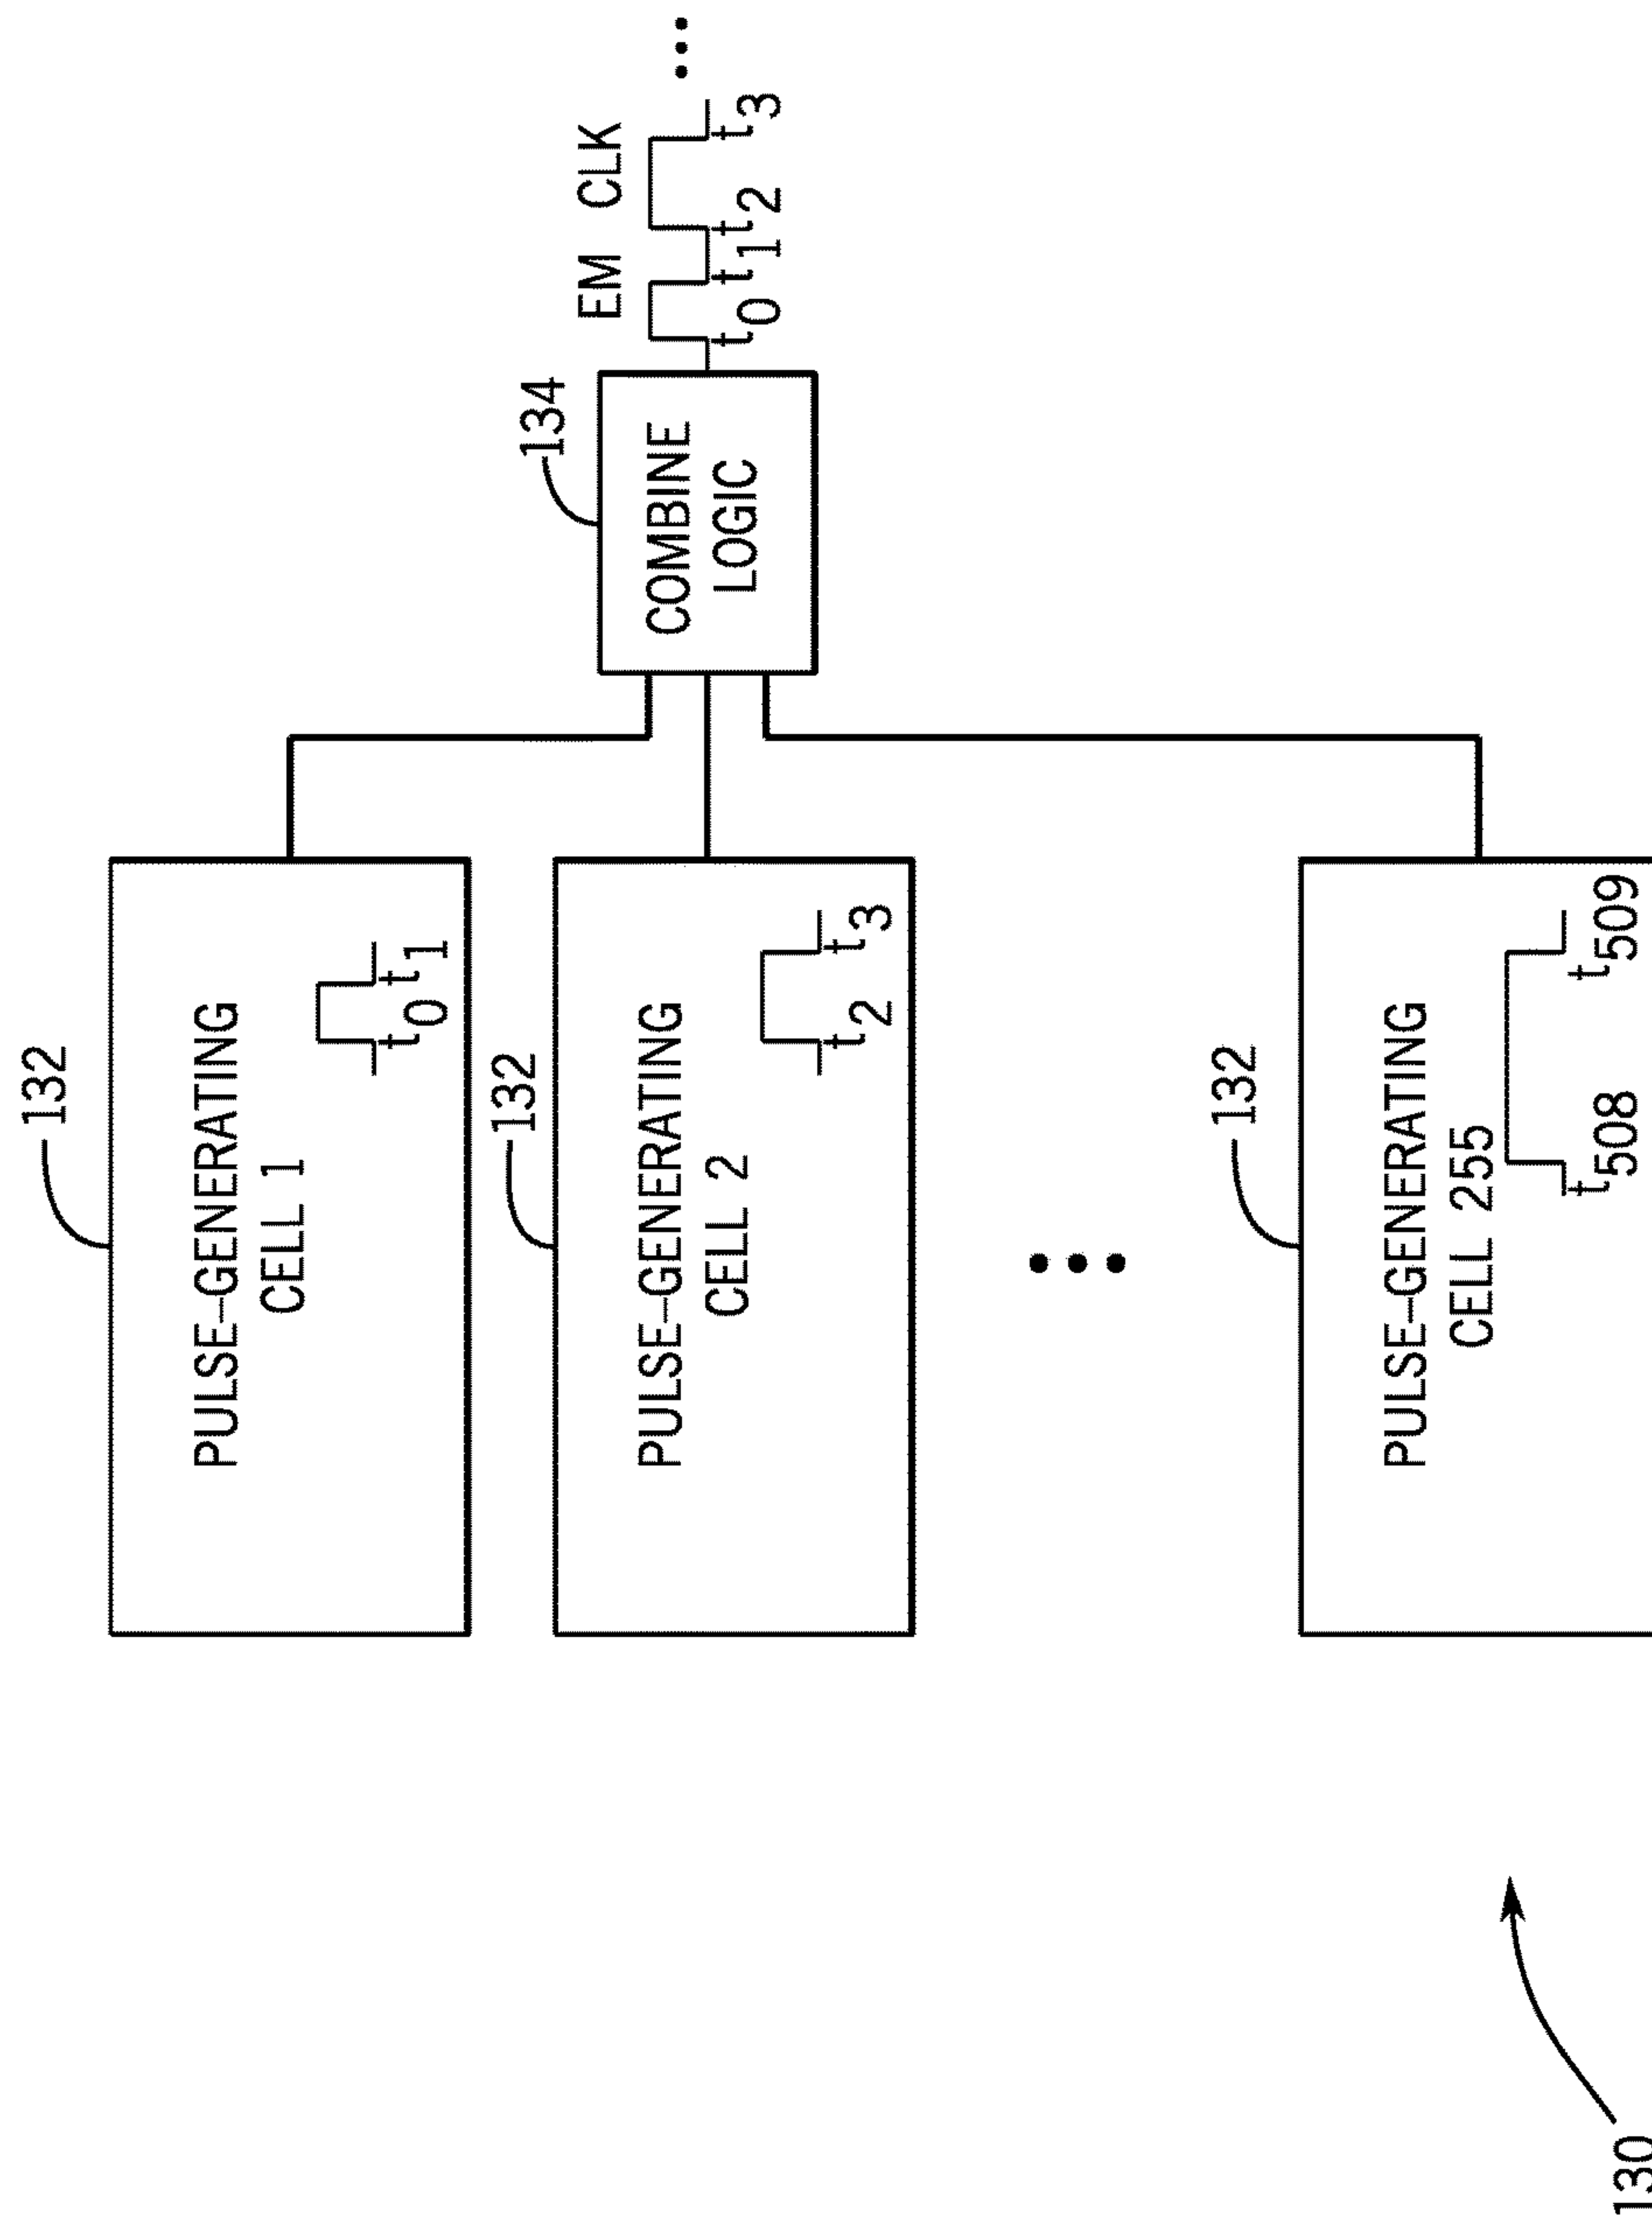 132
PULSE–GENERATING
CELL 1
t0 t1
132
PULSE–GENERATING
CELL 2
t2 t3
132
PULSE–GENERATING
CELL 255
t508 t509
134
COMBINE
LOGIC
EM CLK
t0 t1 t2 t3
130